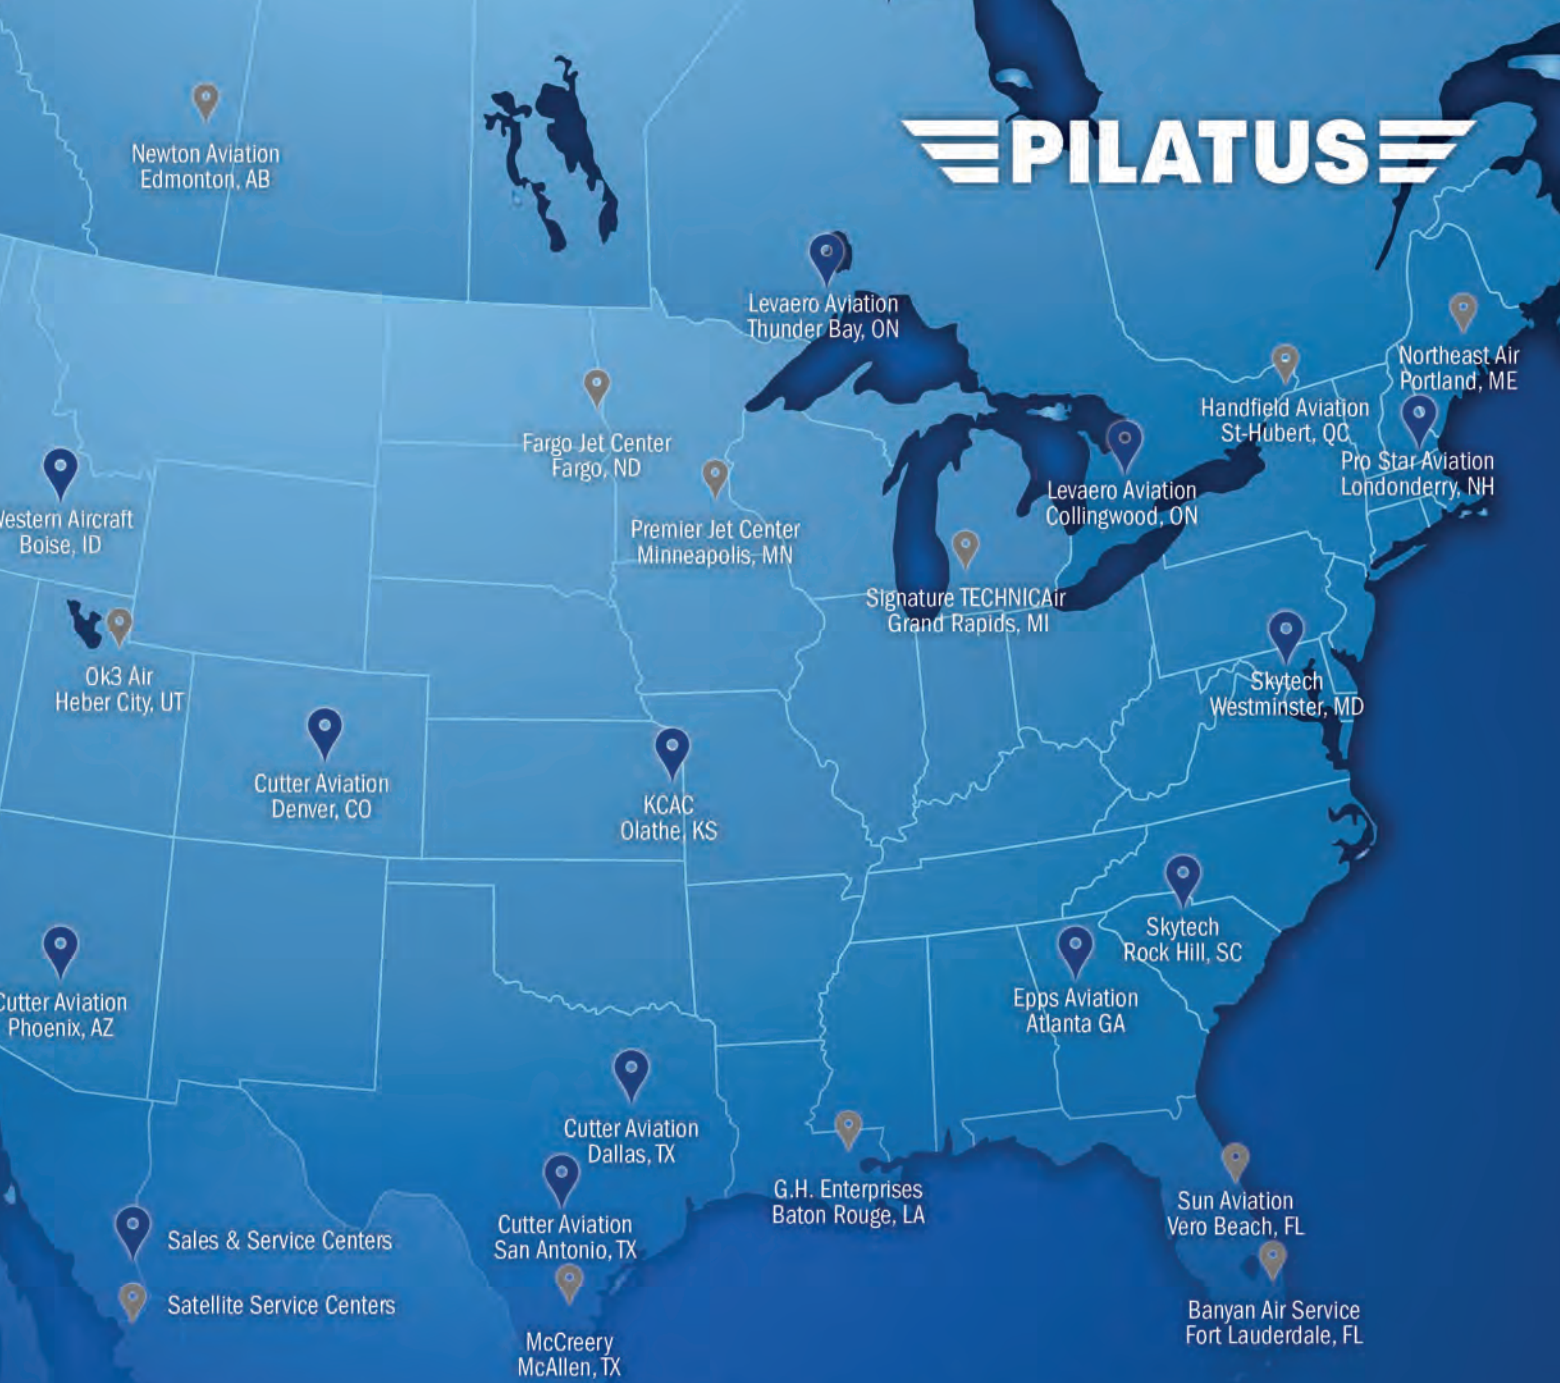 PILATUS
Newton Aviation
Edmonton, AB
Levaero Aviation
Thunder Bay, ON
Northeast Air
Portland, ME
Handfield Aviation
St-Hubert, QC
Fargo Jet Center
Fargo, ND
Pro Star Aviation
Londonderry, NH
Levaero Aviation
Collingwood, ON
estern Aircraft
Boise, ID
Premier Jet Center
Minneapolis, MN
Signature TECHNICAir
Grand Rapids, MI
Ok3 Air
Heber City, UT
Skytech
Westminster, MD
Cutter Aviation
Denver, CO
KCAC
Olathe, KS
Skytech
Rock Hill, SC
Cutter Aviation
Phoenix, AZ
Epps Aviation
Atlanta GA
Cutter Aviation
Dallas, TX
G.H. Enterprises
Baton Rouge, LA
Sun Aviation
Vero Beach, FL
Cutter Aviation
San Antonio, TX
Sales & Service Centers
Satellite Service Centers
Banyan Air Service
Fort Lauderdale, FL
McCreery
McAllen, TX